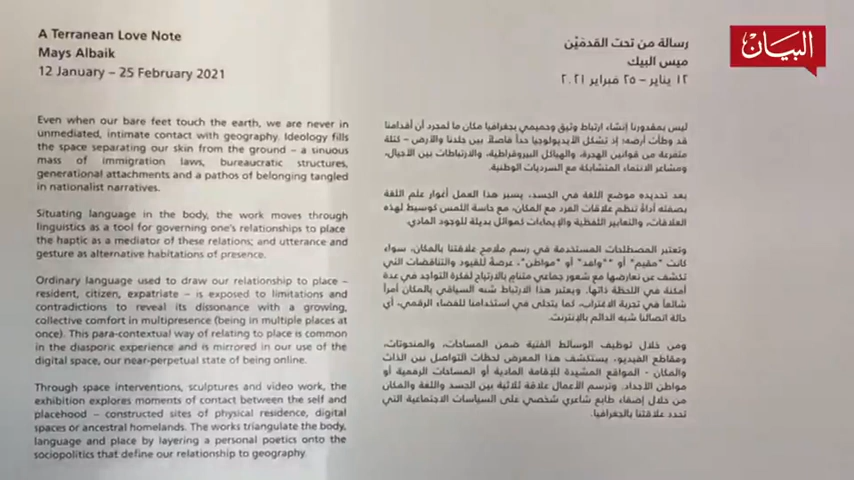 A Terranean Love Note
Mays Albaik
12 January – 25 February 2021
Even when our bare feet touch the earth, we are never in
unmediated, intimate contact with geography. Ideology fills
the space separating our skin from the ground – a sinuous
mass of immigration laws, bureaucratic structures,
generational attachments and a pathos of belonging tangled
in nationalist narratives.
Situating language in the body, the work moves through
linguistics as a tool for governing one's relationships to place
the haptic as a mediator of these relations; and utterance and
gesture as alternative habitations of presence.
Ordinary language used to draw our relationship to place –
resident, citizen, expatriate – is exposed to limitations and
contradictions to reveal its dissonance with a growing,
collective comfort in multipresence (being in multiple places at
once). This para-contextual way of relating to place is common
in the diasporic experience and is mirrored in our use of the
digital space, our near-perpetual state of being online.
Through space interventions, sculptures and video work, the
exhibition explores moments of contact between the self and
placehood – constructed sites of physical residence, digital
spaces or ancestral homelands. The works triangulate the body,
language and place by layering a personal poetics onto the
sociopolitics that define our relationship to geography.
رسالة من تحت القدمَيْن
ميس البيك
١٢ يناير – ٢٥ فبراير ٢٠٢١
ليس بمقدورنا إنشاء ارتباط وثيق وحميمي بجغرافيا مكان ما لمجرد أن أقدامنا
قد وطأت أرضه؛ إذ تشكل الأيديولوجيا حداً فاصلاً بين جلدنا والأرض – كتلة
متفرعة من قوانين الهجرة، والهياكل البيروقراطية، والارتباطات بين الأجيال،
ومشاعر الانتماء المتشابكة مع السرديات الوطنية.
بعد تحديده موضع اللغة في الجسد، يسبر هذا العمل أغوار علم اللغة
بصفته أداةً تنظم علاقات الفرد مع المكان، مع حاسة اللمس كوسيط لهذه
العلاقات، والتعابير اللفظية والإيماءات كموائل بديلة للوجود المادي.
وتعتبر المصطلحات المستخدمة في رسم ملامح علاقتنا بالمكان، سواء
كانت "مقيم" أو "وافد" أو "مواطن"، عرضةً للقيود والتناقضات التي
تكشف عن تعارضها مع شعور جماعي متنامٍ بالارتياح لفكرة التواجد في عدة
أمكنة في اللحظة ذاتها. ويعتبر هذا الارتباط شبه السياقي بالمكان أمراً
شائعاً في تجربة الاغتراب، كما يتجلى في استخدامنا للفضاء الرقمي، أي
حالة اتصالنا شبه الدائم بالإنترنت.
ومن خلال توظيف الوسائط الفنية ضمن المساحات، والمنحوتات،
ومقاطع الفيديو، يستكشف هذا المعرض لحظات التواصل بين الذات
والمكان - المواقع المشيدة للإقامة المادية أو المساحات الرقمية أو
مواطن الأجداد. وترسم الأعمال علاقة ثلاثية بين الجسد واللغة والمكان
من خلال إضفاء طابع شاعري شخصي على السياسات الاجتماعية التي
تحدد علاقتنا بالجغرافيا.
البيان